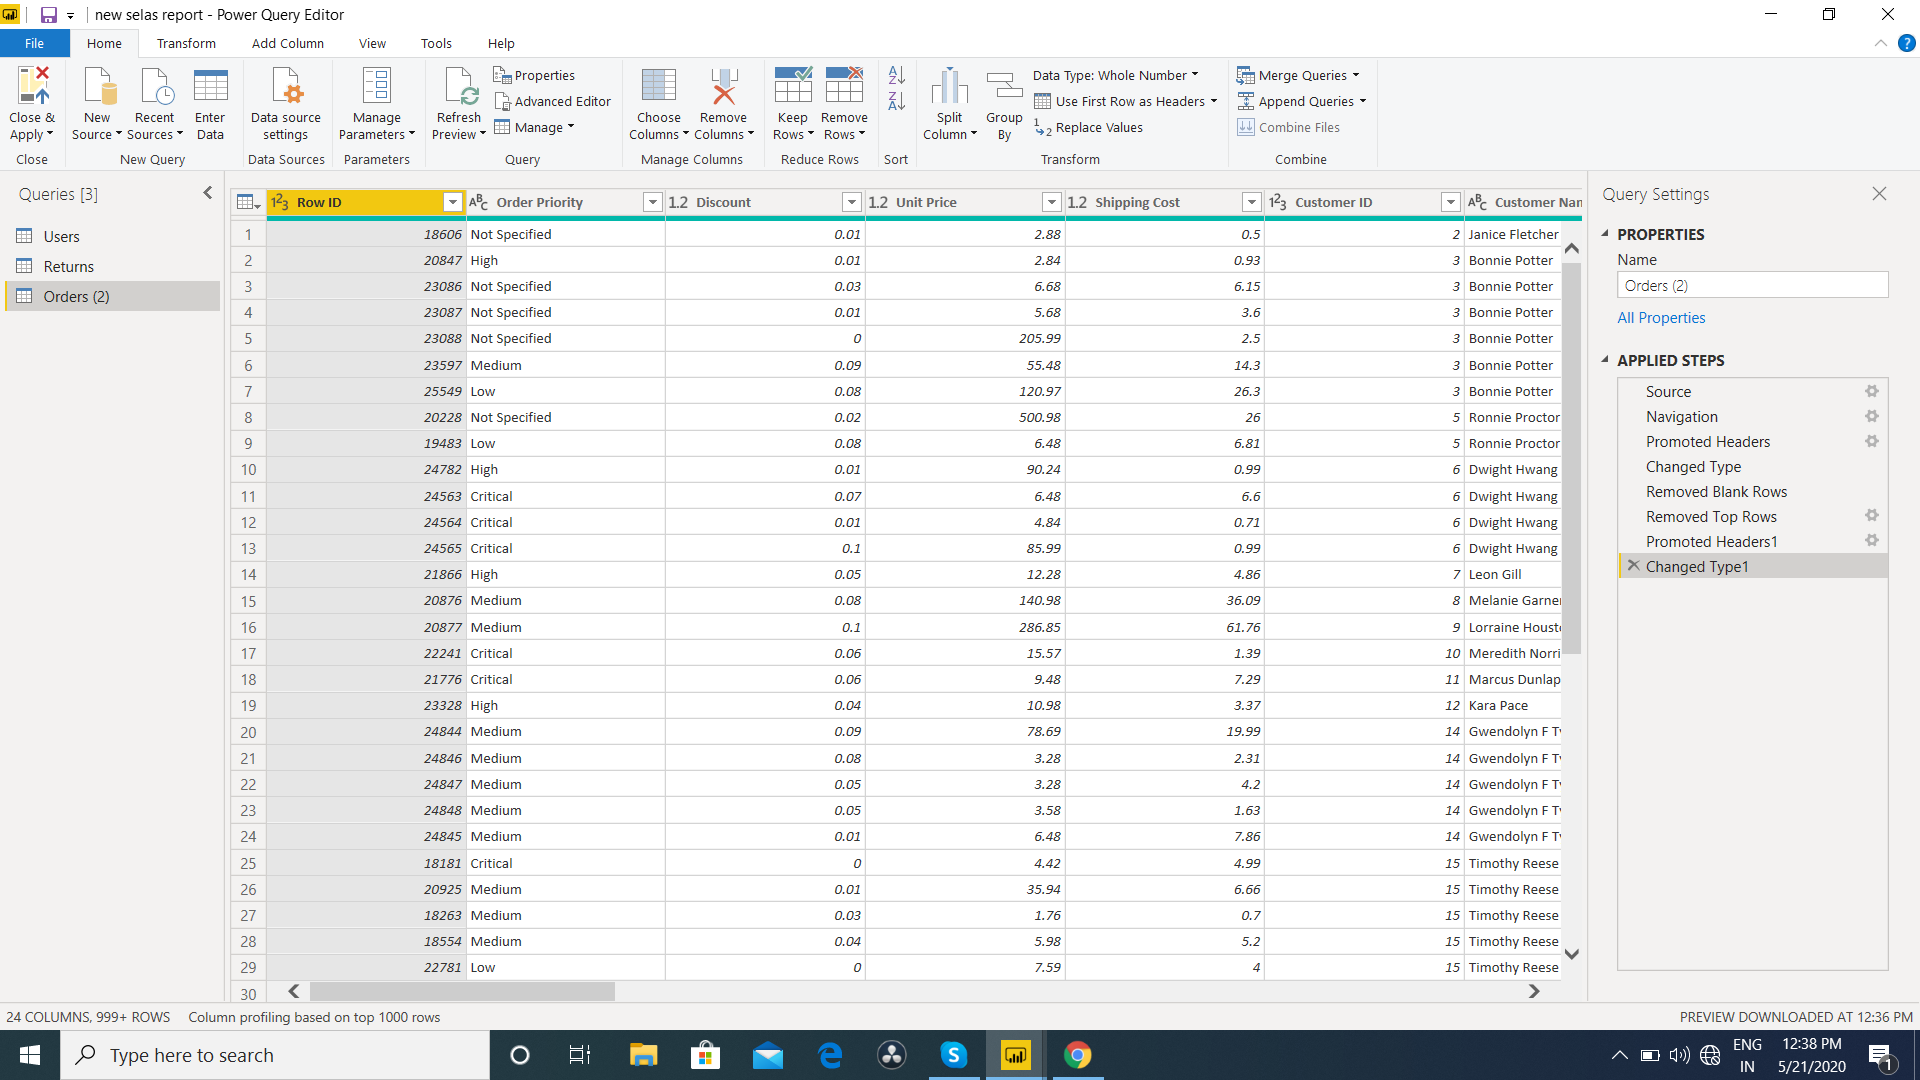 new selas report - Power Query Editor
File Home Transform Add Column View Tools Help
Close & Apply
New Source
Recent Sources
Enter Data
Data source settings
Manage Parameters
Refresh Preview
Properties
Advanced Editor
Manage
Choose Columns
Remove Columns
Keep Rows
Remove Rows
Split Column
Group By
Data Type: Whole Number
Use First Row as Headers
Replace Values
Merge Queries
Append Queries
Combine Files
Close New Query Data Sources Parameters Query Manage Columns Reduce Rows Sort Transform Combine
Queries [3]
Users
Returns
Orders (2)
Row ID Order Priority Discount Unit Price Shipping Cost Customer ID Customer Nan
1 18606 Not Specified 0.01 2.88 0.5 2 Janice Fletcher
2 20847 High 0.01 2.84 0.93 3 Bonnie Potter
3 23086 Not Specified 0.03 6.68 6.15 3 Bonnie Potter
4 23087 Not Specified 0.01 5.68 3.6 3 Bonnie Potter
5 23088 Not Specified 0 205.99 2.5 3 Bonnie Potter
6 23597 Medium 0.09 55.48 14.3 3 Bonnie Potter
7 25549 Low 0.08 120.97 26.3 3 Bonnie Potter
8 20228 Not Specified 0.02 500.98 26 5 Ronnie Proctor
9 19483 Low 0.08 6.48 6.81 5 Ronnie Proctor
10 24782 High 0.01 90.24 0.99 6 Dwight Hwang
11 24563 Critical 0.07 6.48 6.6 6 Dwight Hwang
12 24564 Critical 0.01 4.84 0.71 6 Dwight Hwang
13 24565 Critical 0.1 85.99 0.99 6 Dwight Hwang
14 21866 High 0.05 12.28 4.86 7 Leon Gill
15 20876 Medium 0.08 140.98 36.09 8 Melanie Garne
16 20877 Medium 0.1 286.85 61.76 9 Lorraine Houst
17 22241 Critical 0.06 15.57 1.39 10 Meredith Norri
18 21776 Critical 0.06 9.48 7.29 11 Marcus Dunlap
19 23328 High 0.04 10.98 3.37 12 Kara Pace
20 24844 Medium 0.09 78.69 19.99 14 Gwendolyn F T
21 24846 Medium 0.08 3.28 2.31 14 Gwendolyn F T
22 24847 Medium 0.05 3.28 4.2 14 Gwendolyn F T
23 24848 Medium 0.05 3.58 1.63 14 Gwendolyn F T
24 24845 Medium 0.01 6.48 7.86 14 Gwendolyn F T
25 18181 Critical 0 4.42 4.99 15 Timothy Reese
26 20925 Medium 0.01 35.94 6.66 15 Timothy Reese
27 18263 Medium 0.03 1.76 0.7 15 Timothy Reese
28 18554 Medium 0.04 5.98 5.2 15 Timothy Reese
29 22781 Low 0 7.59 4 15 Timothy Reese
30
Query Settings
PROPERTIES
Name
Orders (2)
All Properties
APPLIED STEPS
Source
Navigation
Promoted Headers
Changed Type
Removed Blank Rows
Removed Top Rows
Promoted Headers1
Changed Type1
24 COLUMNS, 999+ ROWS Column profiling based on top 1000 rows
PREVIEW DOWNLOADED AT 12:36 PM
Type here to search
ENG
IN
12:38 PM
5/21/2020
1